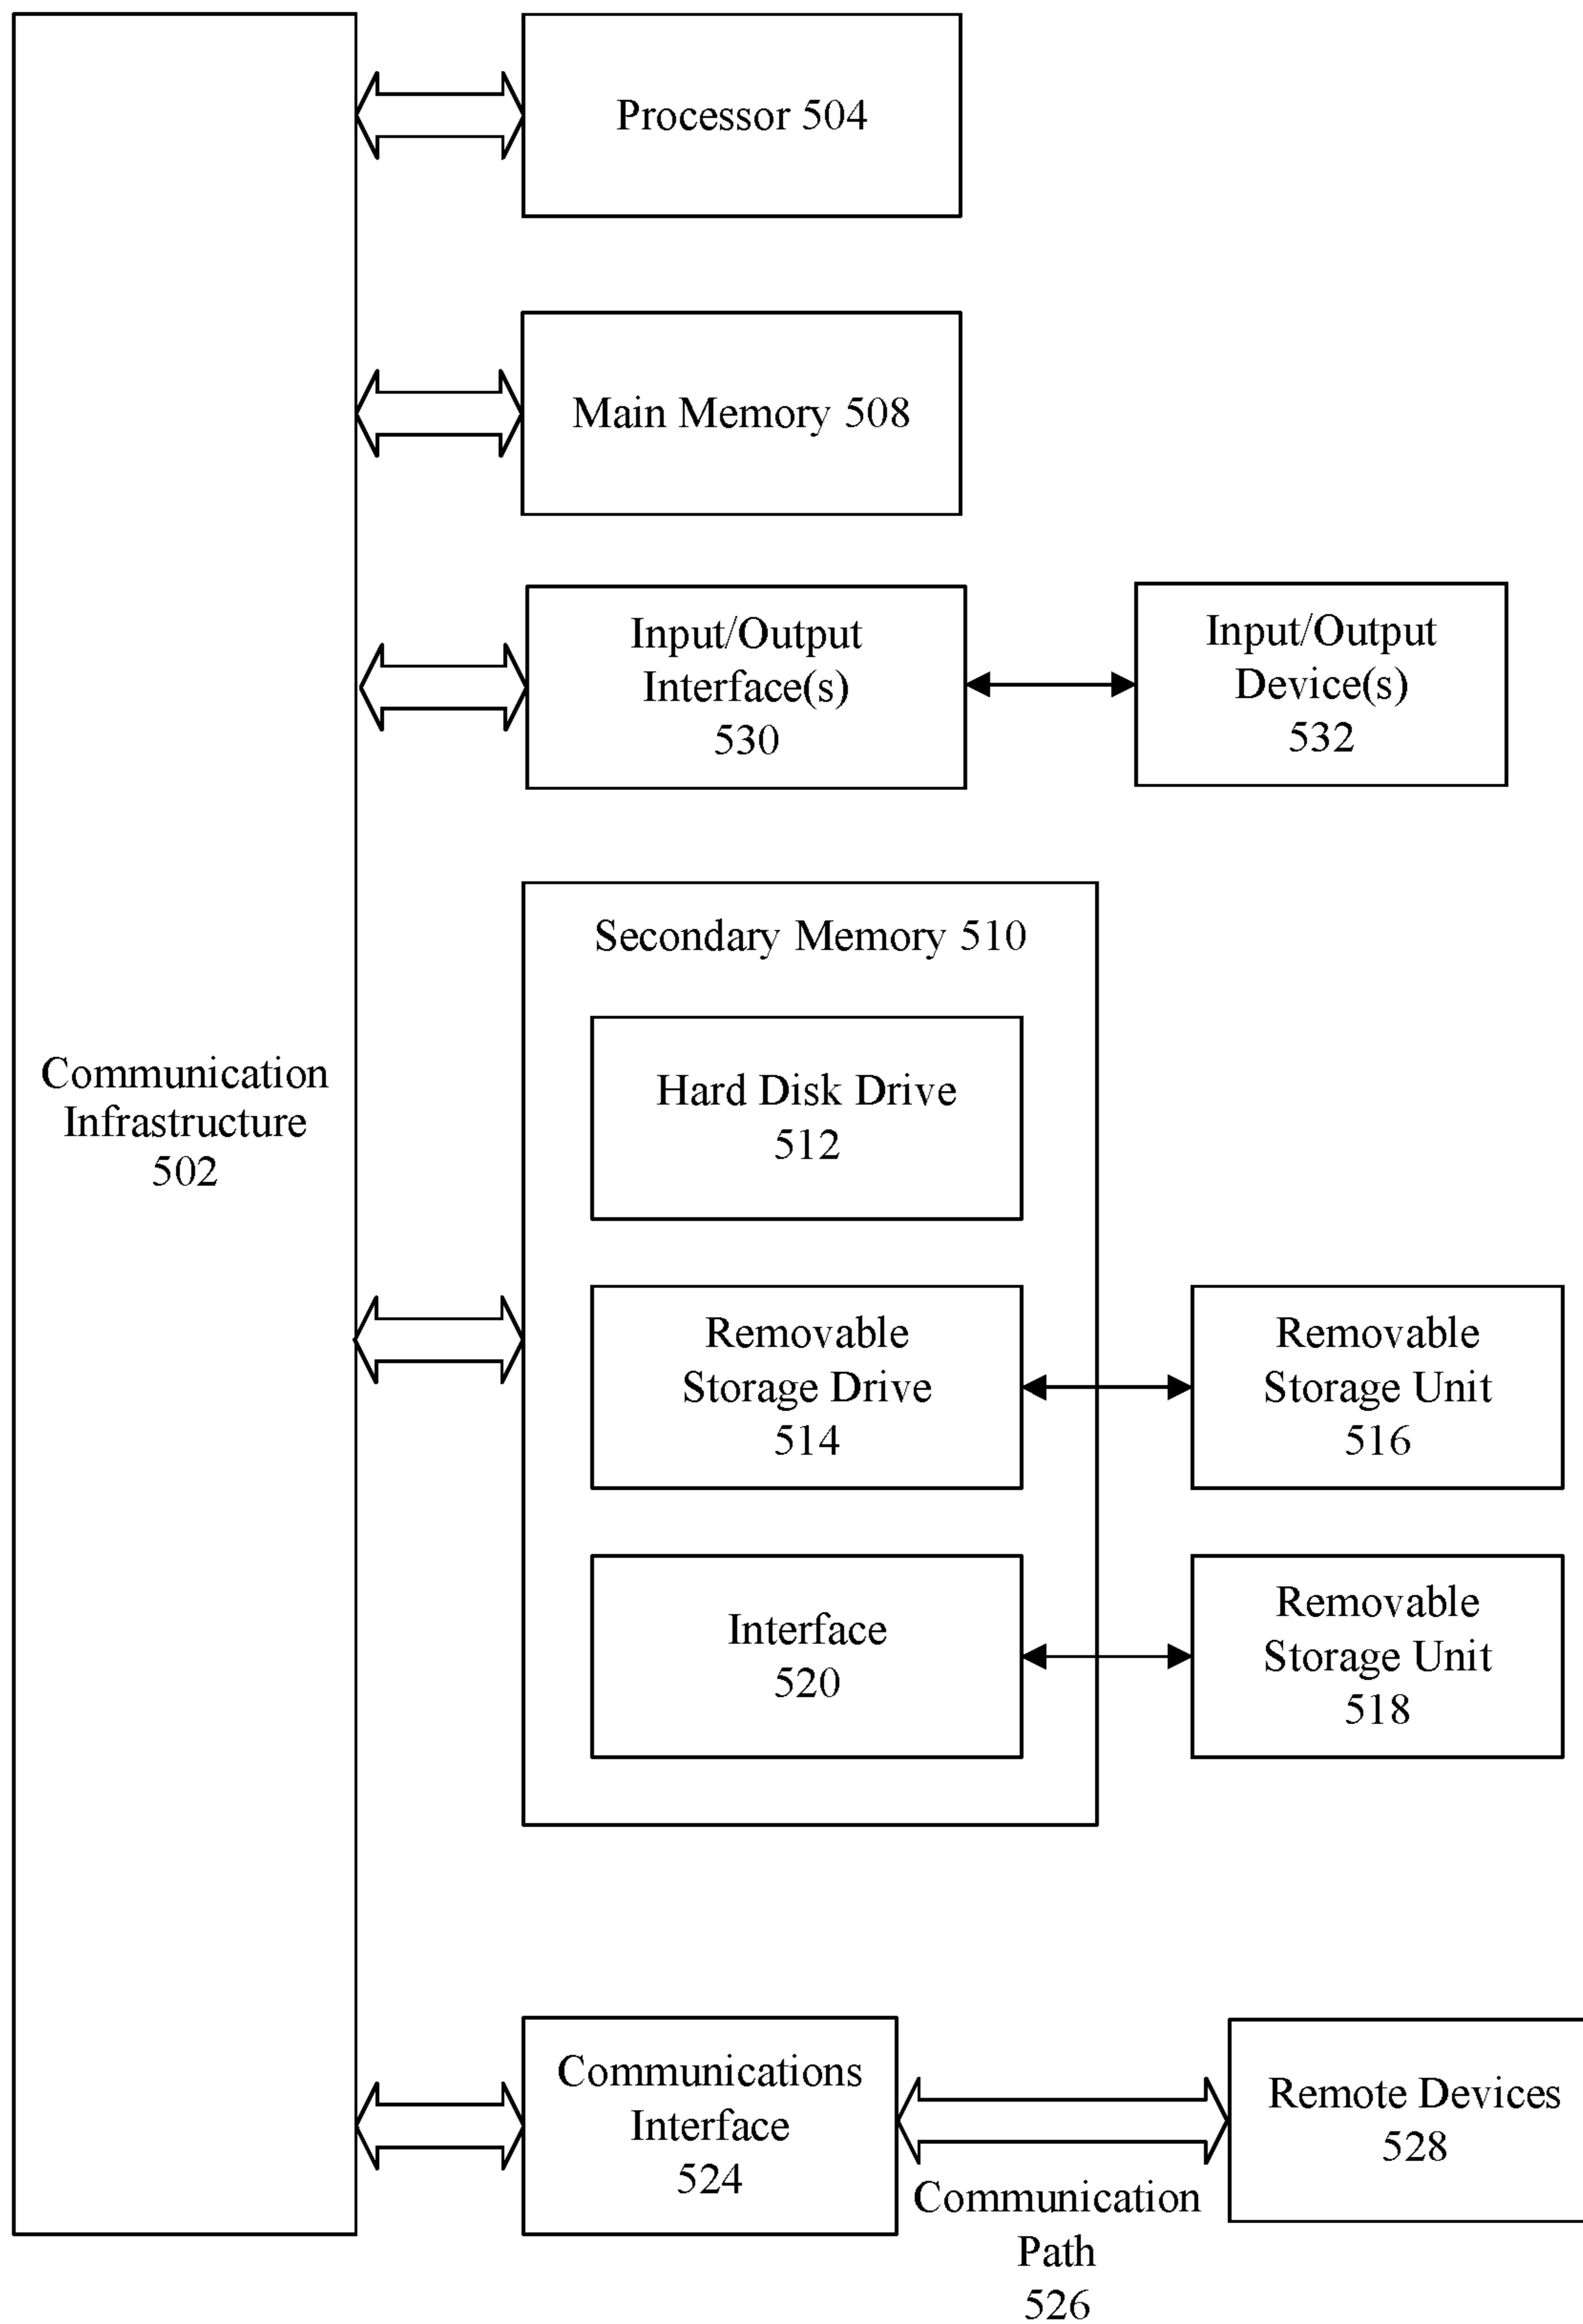 Processor 504
Main Memory 508
Input/Output
Interface(s)
530
Input/Output
Device(s)
532
Secondary Memory 510
Hard Disk Drive
512
Communication
Infrastructure
502
Removable
Storage Drive
514
Removable
Storage Unit
516
Interface
520
Removable
Storage Unit
518
Communications
Interface
524
Remote Devices
528
Communication
Path
526